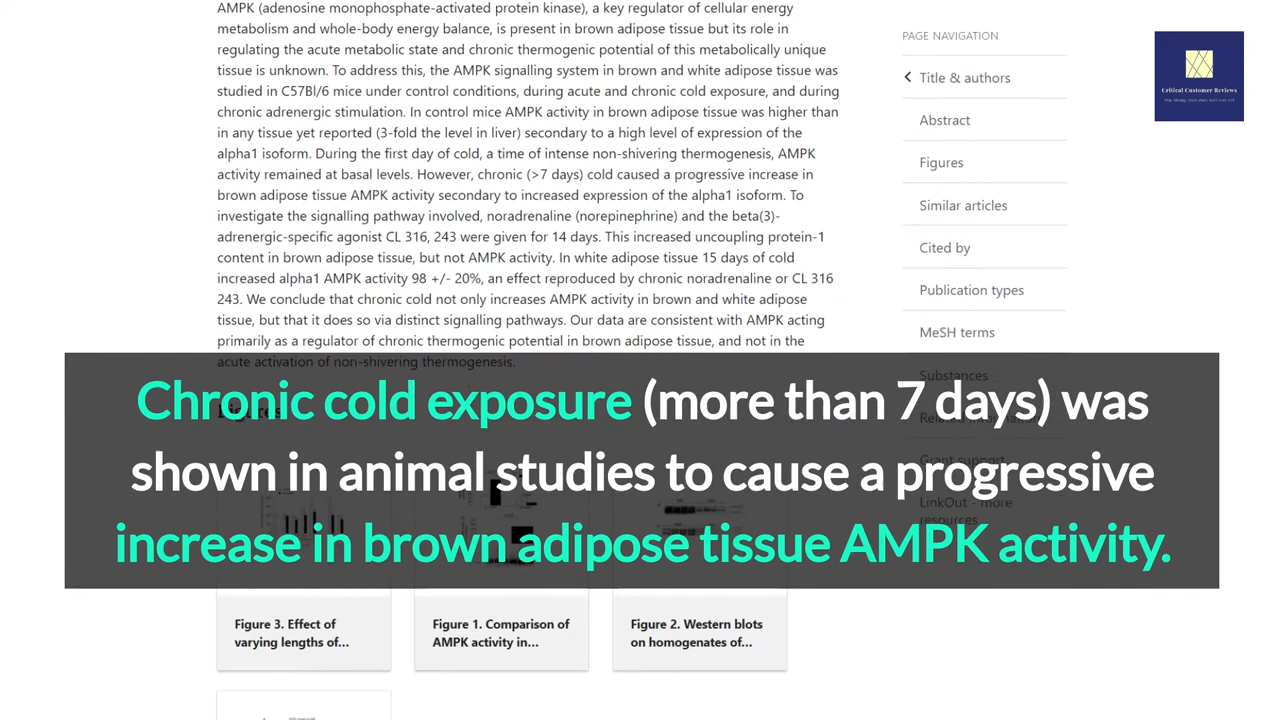 AMPK (adenosine monophosphate-activated protein kinase), a key regulator of cellular energy
metabolism and whole-body energy balance, is present in brown adipose tissue but its role in
regulating the acute metabolic state and chronic thermogenic potential of this metabolically unique
tissue is unknown. To address this, the AMPK signalling system in brown and white adipose tissue was
studied in C57Bl/6 mice under control conditions, during acute and chronic cold exposure, and during
chronic adrenergic stimulation. In control mice AMPK activity in brown adipose tissue was higher than
in any tissue yet reported (3-fold the level in liver) secondary to a high level of expression of the
alpha1 isoform. During the first day of cold, a time of intense non-shivering thermogenesis, AMPK
activity remained at basal levels. However, chronic (>7 days) cold caused a progressive increase in
brown adipose tissue AMPK activity secondary to increased expression of the alpha1 isoform. To
investigate the signalling pathway involved, noradrenaline (norepinephrine) and the beta(3)-
adrenergic-specific agonist CL 316, 243 were given for 14 days. This increased uncoupling protein-1
content in brown adipose tissue, but not AMPK activity. In white adipose tissue 15 days of cold
increased alpha1 AMPK activity 98 +/- 20%, an effect reproduced by chronic noradrenaline or CL 316
243. We conclude that chronic cold not only increases AMPK activity in brown and white adipose
tissue, but that it does so via distinct signalling pathways. Our data are consistent with AMPK acting
primarily as a regulator of chronic thermogenic potential in brown adipose tissue, and not in the
acute activation of non-shivering thermogenesis.
Chronic cold exposure (more than 7 days) was
shown in animal studies to cause a progressive
increase in brown adipose tissue AMPK activity.
Figure 3. Effect of
varying lengths of...
Figure 1. Comparison of
AMPK activity in...
Figure 2. Western blots
on homogenates of...
PAGE NAVIGATION
Title & authors
Abstract
Figures
Similar articles
Cited by
Publication types
MeSH terms
Substances
Grant support
LinkOut - more
resources
Critical Customer Reviews